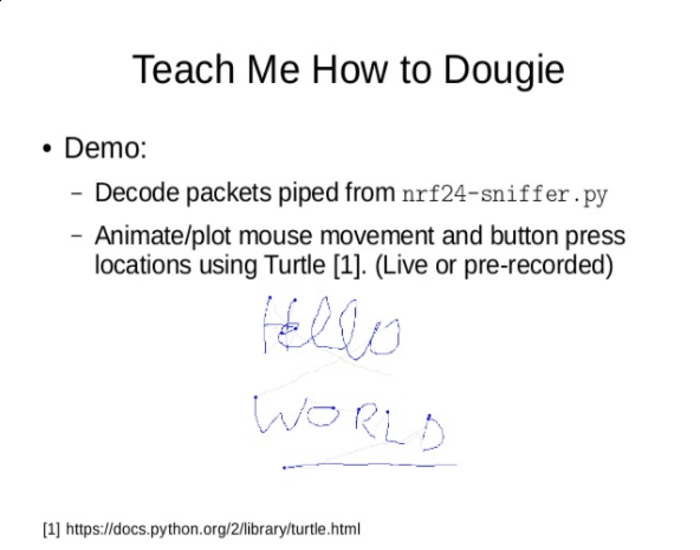 Teach Me How to Dougie
• Demo:
– Decode packets piped from nrf24-sniffer.py
– Animate/plot mouse movement and button press
locations using Turtle [1]. (Live or pre-recorded)
Hello
WORLD
[1] https://docs.python.org/2/library/turtle.html